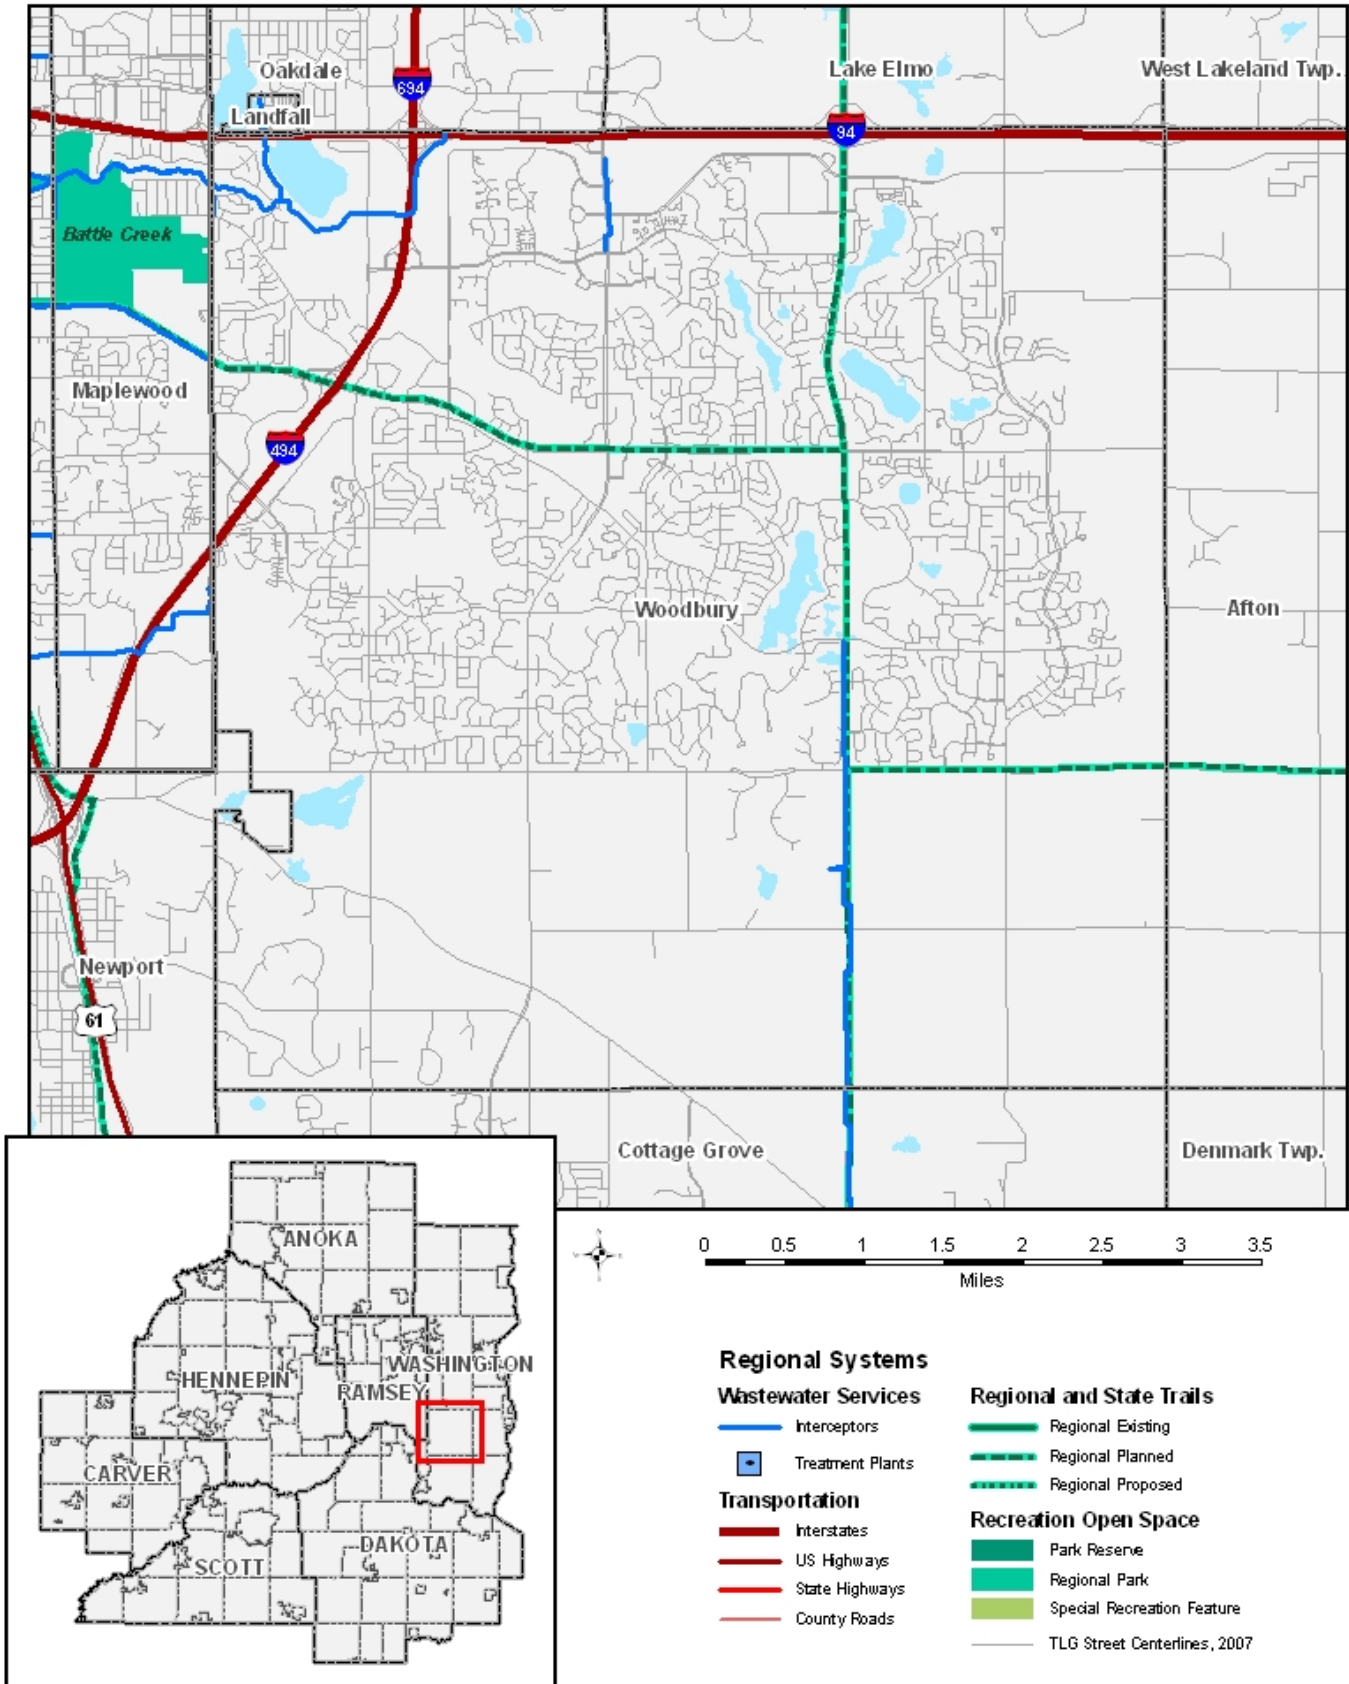 Oakdale
694
Lake Elmo
West Lakeland Twp.
Landfall
94
Battle Creek
Maplewood
494
Woodbury
Afton
Newport
61
Cottage Grove
Denmark Twp.
ANOKA
HENNEPIN
WASHINGTON
RAMSEY
CARVER
SCOTT
DAKOTA
0 0.5 1 1.5 2 2.5 3 3.5
Miles
Regional Systems
Wastewater Services
Interceptors
Treatment Plants
Transportation
Interstates
US Highways
State Highways
County Roads
Regional and State Trails
Regional Existing
Regional Planned
Regional Proposed
Recreation Open Space
Park Reserve
Regional Park
Special Recreation Feature
TLG Street Centerlines, 2007